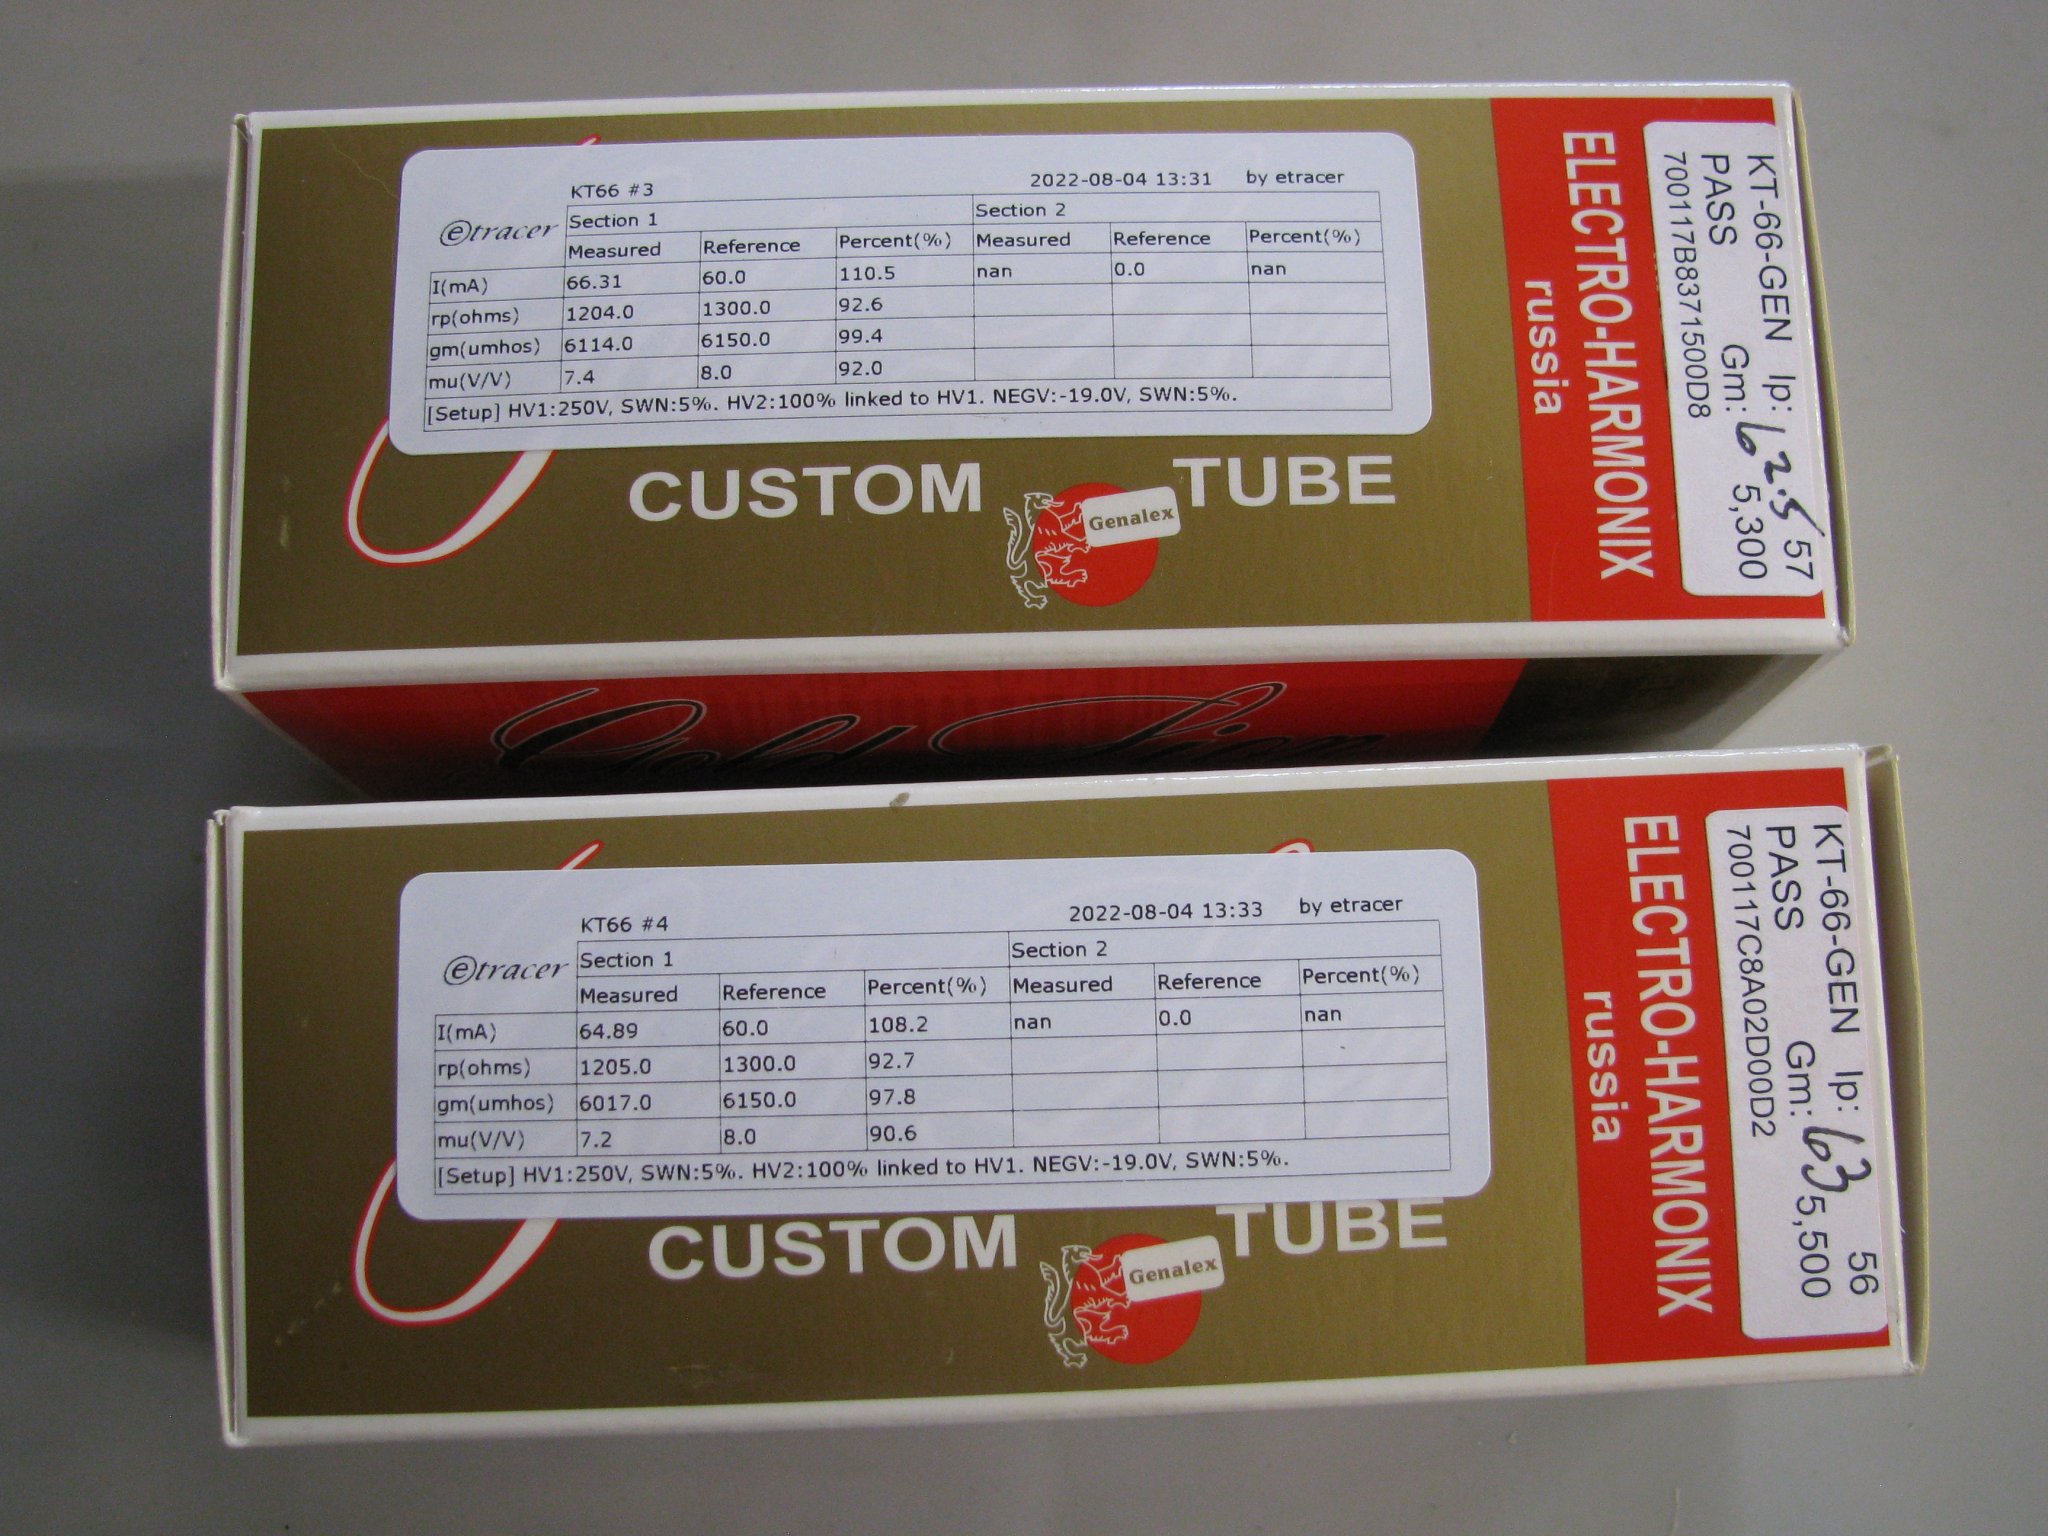 KT66 #3 2022-08-04 13:31 by etracer
etracer Section 1 Section 2
Measured Reference Percent(%) Measured Reference Percent(%)
I(mA) 66.31 60.0 110.5 nan 0.0 nan
rp(ohms) 1204.0 1300.0 92.6
gm(umhos) 6114.0 6150.0 99.4
mu(V/V) 7.4 8.0 92.0
[Setup] HV1:250V, SWN:5%. HV2:100% linked to HV1. NEGV:-19.0V, SWN:5%.
CUSTOM TUBE
Genalex
ELECTRO-HARMONIX
russia
KT-66-GEN Ip: 57
62.5
PASS Gm: 5,300
700117B8371500D8
Gold Lion
KT66 #4 2022-08-04 13:33 by etracer
etracer Section 1 Section 2
Measured Reference Percent(%) Measured Reference Percent(%)
I(mA) 64.89 60.0 108.2 nan 0.0 nan
rp(ohms) 1205.0 1300.0 92.7
gm(umhos) 6017.0 6150.0 97.8
mu(V/V) 7.2 8.0 90.6
[Setup] HV1:250V, SWN:5%. HV2:100% linked to HV1. NEGV:-19.0V, SWN:5%.
CUSTOM TUBE
Genalex
ELECTRO-HARMONIX
russia
KT-66-GEN Ip: 56
63
PASS Gm: 5,500
700117C8A02D00D2